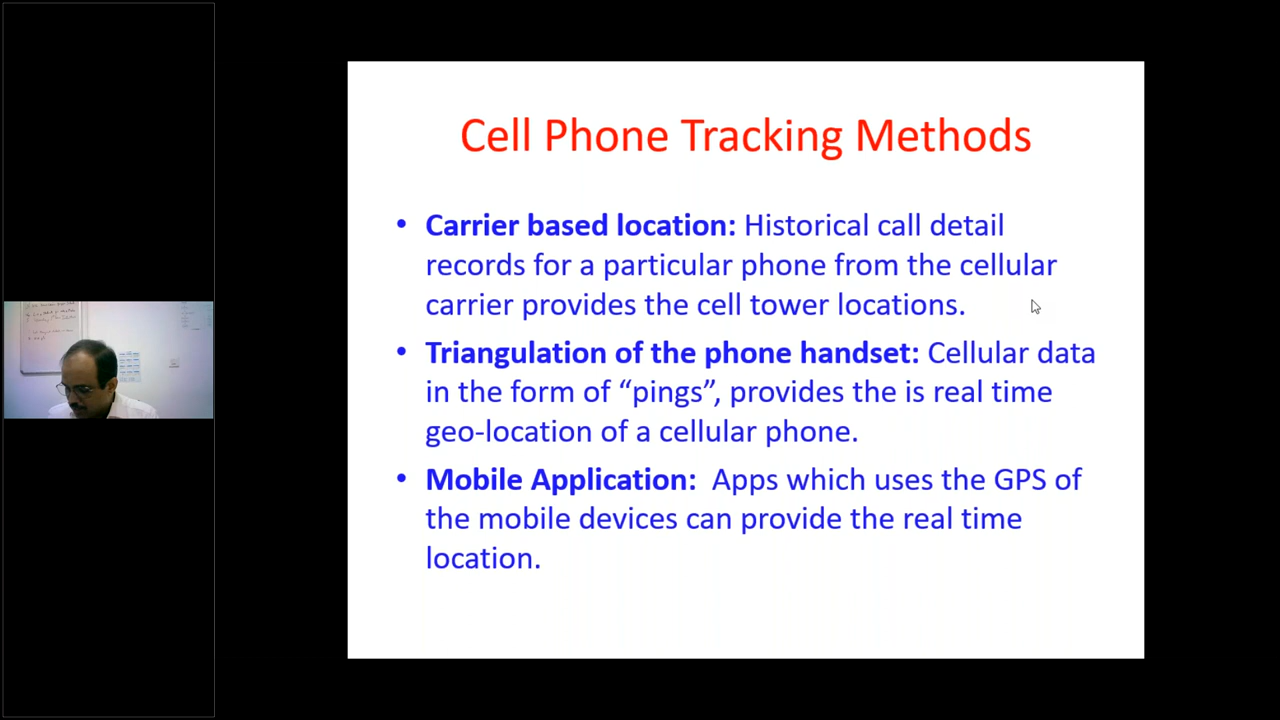 Cell Phone Tracking Methods
• Carrier based location: Historical call detail
records for a particular phone from the cellular
carrier provides the cell tower locations.
• Triangulation of the phone handset: Cellular data
in the form of “pings”, provides the is real time
geo-location of a cellular phone.
• Mobile Application: Apps which uses the GPS of
the mobile devices can provide the real time
location.